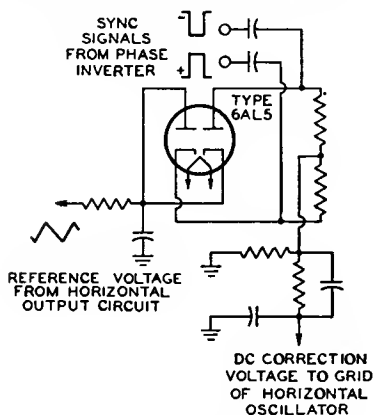 SYNC
SIGNALS
FROM PHASE
INVERTER
−
+
TYPE
6AL5
REFERENCE VOLTAGE
FROM HORIZONTAL
OUTPUT CIRCUIT
DC CORRECTION
VOLTAGE TO GRID
OF HORIZONTAL
OSCILLATOR